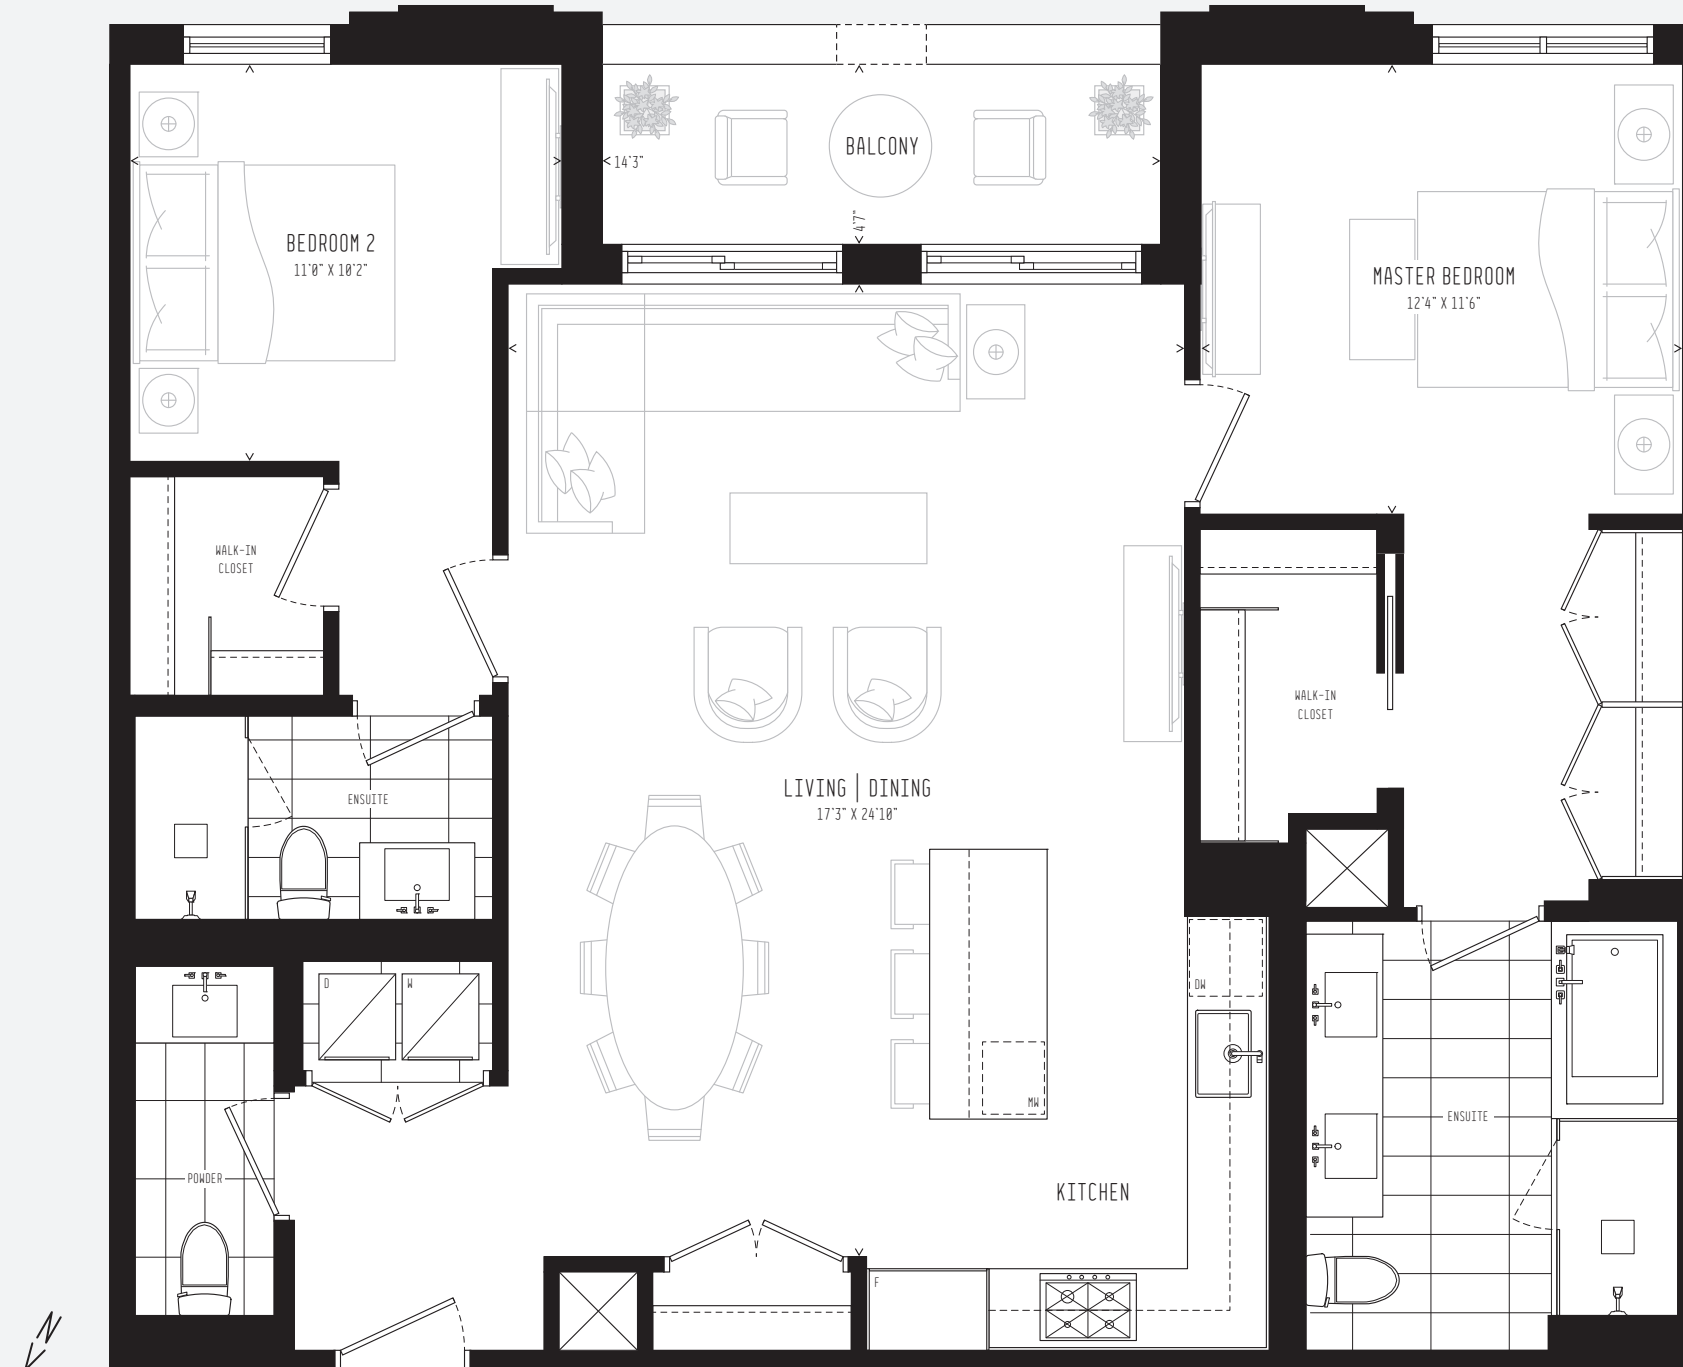 BALCONY
14'3"
4'7"
BEDROOM 2
11'0" X 10'2"
MASTER BEDROOM
12'4" X 11'6"
WALK-IN
CLOSET
WALK-IN
CLOSET
LIVING | DINING
17'3" X 24'10"
ENSUITE
D
W
DW
MW
ENSUITE
POWDER
KITCHEN
F
N